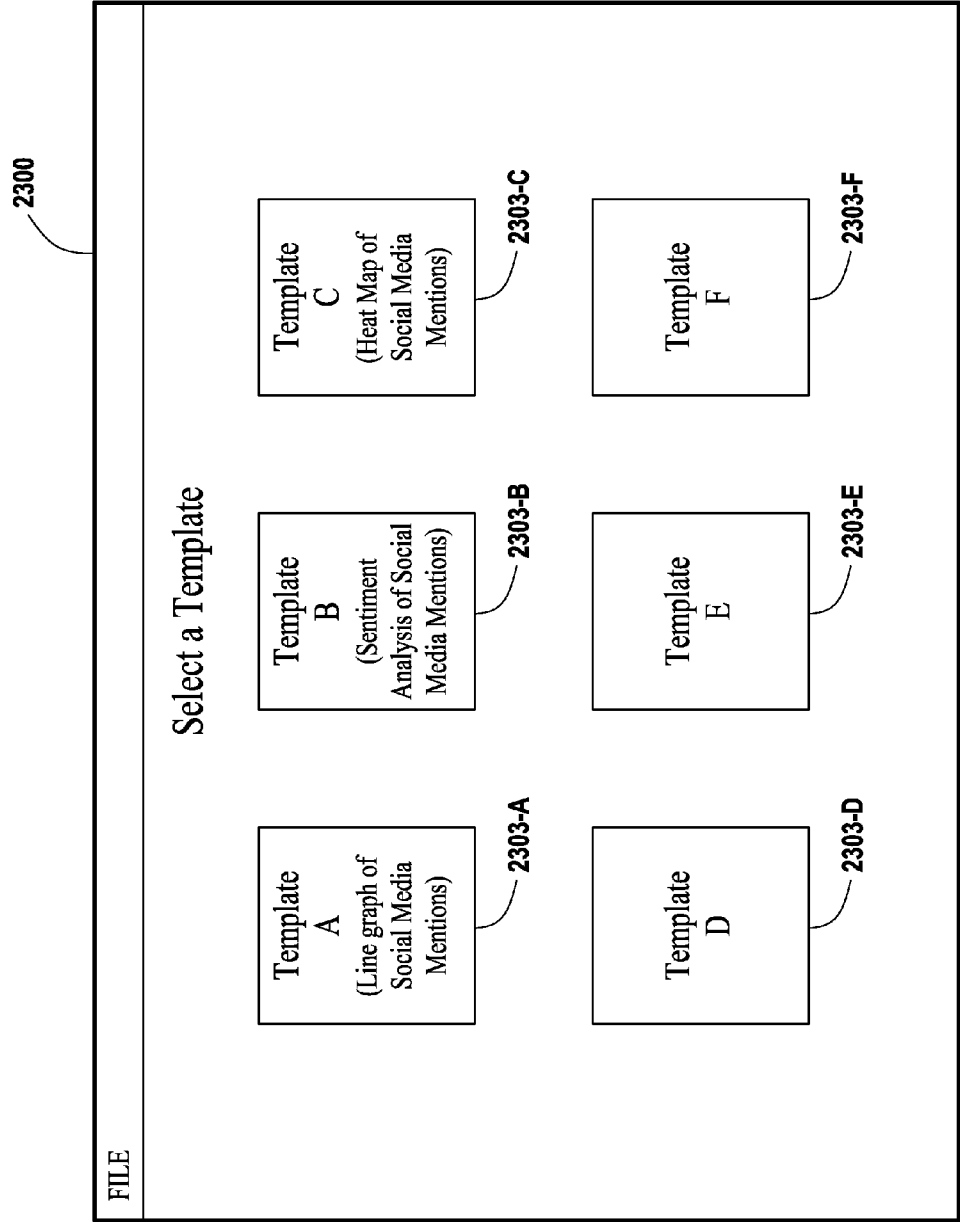 2300
FILE
Select a Template
Template
A
(Line graph of
Social Media
Mentions)
2303-A
Template
B
(Sentiment
Analysis of Social
Media Mentions)
2303-B
Template
C
(Heat Map of
Social Media
Mentions)
2303-C
Template
D
2303-D
Template
E
2303-E
Template
F
2303-F